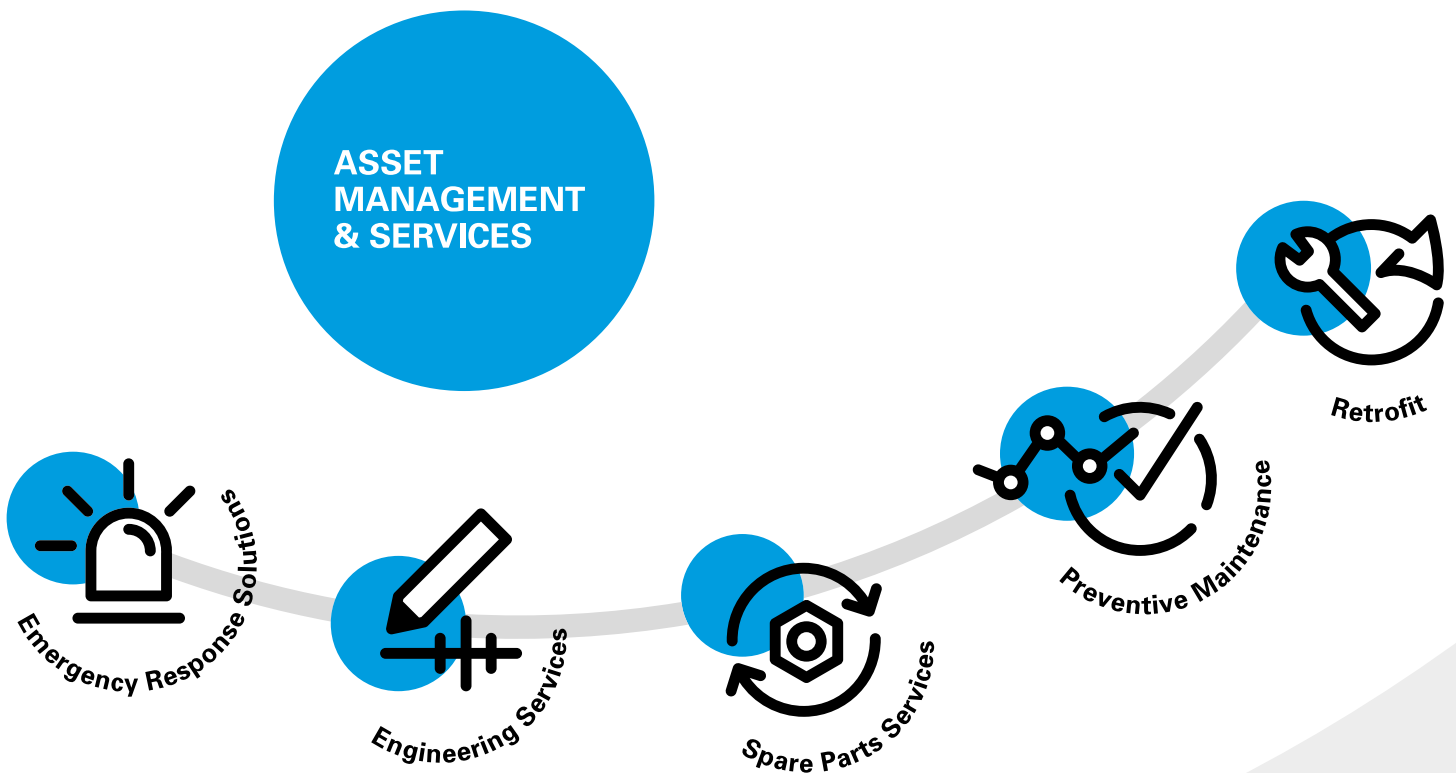 ASSET
MANAGEMENT
& SERVICES
Emergency Response Solutions
Engineering Services
Spare Parts Services
Preventive Maintenance
Retrofit